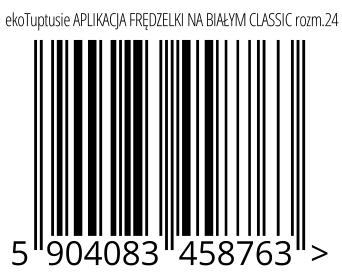 ekoTuptusie APLIKACJA FRĘDZELKI NA BIAŁYM CLASSIC rozm.24
5 904083 458763 >